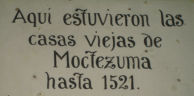 Aqui estuvieron las
casas viejas de
Moctezuma
hasta 1521.